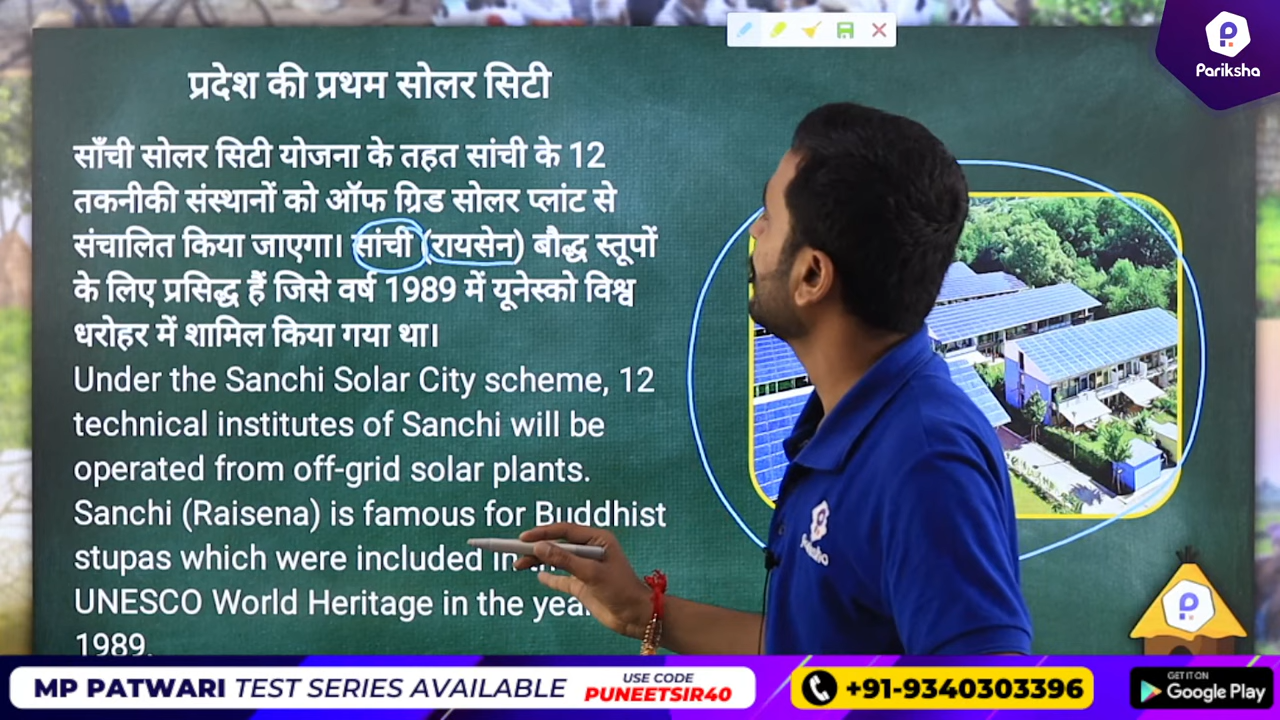 Pariksha
प्रदेश की प्रथम सोलर सिटी
साँची सोलर सिटी योजना के तहत सांची के 12
तकनीकी संस्थानों को ऑफ ग्रिड सोलर प्लांट से
संचालित किया जाएगा। सांची (रायसेन) बौद्ध स्तूपों
के लिए प्रसिद्ध हैं जिसे वर्ष 1989 में यूनेस्को विश्व
धरोहर में शामिल किया गया था।
Under the Sanchi Solar City scheme, 12
technical institutes of Sanchi will be
operated from off-grid solar plants.
Sanchi (Raisena) is famous for Buddhist
stupas which were included in
UNESCO World Heritage in the
1989.
Pariksha
MP PATWARI TEST SERIES AVAILABLE
USE CODE
PUNEETSIR40
+91-9340303396
GET IT ON
Google Play